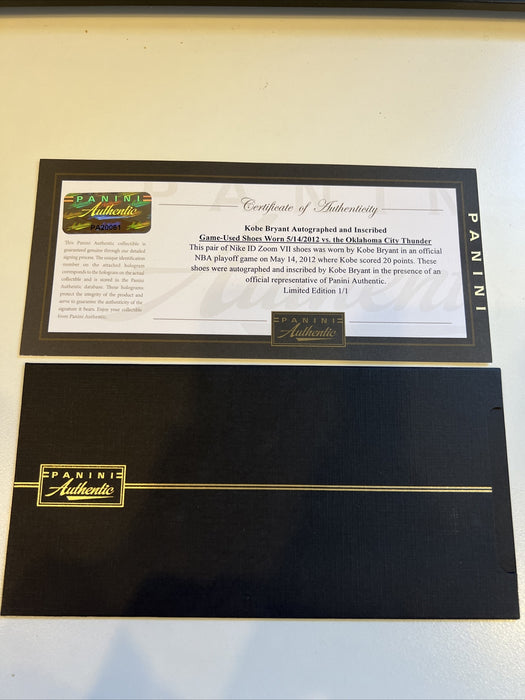 PANINI
Authentic
PA20061
This Panini Authentic collectible is
guaranteed genuine through our detailed
signing process. The unique identification
number on the attached hologram
corresponds to the hologram on the actual
collectible and is stored in the Panini
Authentic database. These holograms
protect the integrity of the product and
serve to guarantee the authenticity of the
signature it bears. Enjoy your collectible
from Panini Authentic.
Certificate of Authenticity
Kobe Bryant Autographed and Inscribed
Game-Used Shoes Worn 5/14/2012 vs. the Oklahoma City Thunder
This pair of Nike ID Zoom VII shoes was worn by Kobe Bryant in an official
NBA playoff game on May 14, 2012 where Kobe scored 20 points. These
shoes were autographed and inscribed by Kobe Bryant in the presence of an
official representative of Panini Authentic.
Limited Edition 1/1
PANINI
Authentic
PANINI
PANINI
Authentic